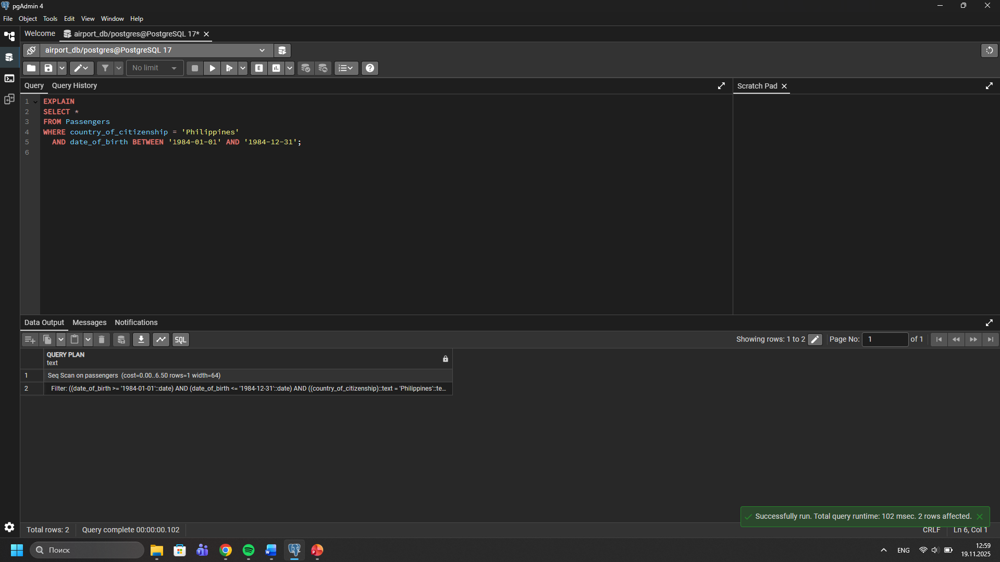 pgAdmin 4
File Object Tools Edit View Window Help
Welcome airport_db/postgres@PostgreSQL 17*
airport_db/postgres@PostgreSQL 17
No limit
E
Query Query History
Scratch Pad
1 EXPLAIN
2 SELECT *
3 FROM Passengers
4 WHERE country_of_citizenship = 'Philippines'
5 AND date_of_birth BETWEEN '1984-01-01' AND '1984-12-31';
6
Data Output Messages Notifications
SQL
Showing rows: 1 to 2 Page No: 1 of 1
QUERY PLAN
text
1 Seq Scan on passengers (cost=0.00..6.50 rows=1 width=64)
2 Filter: ((date_of_birth >= '1984-01-01'::date) AND (date_of_birth <= '1984-12-31'::date) AND ((country_of_citizenship)::text = 'Philippines'::te...
Successfully run. Total query runtime: 102 msec. 2 rows affected.
Total rows: 2 Query complete 00:00:00.102
CRLF Ln 6, Col 1
Поиск
ENG
12:59
19.11.2025